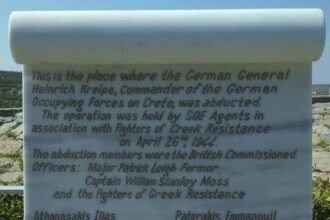 This is the place where the German General
Heinrich Kreipe, Commander of the German
Occupying Forces on Crete, was abducted.
The operation was held by SOE Agents in
association with fighters of Greek Resistance
on April 26th, 1944.
The abduction members were the British Commissioned
Officers: Major Patrick Leigh Fermor
Captain William Stanley Moss
and the fighters of Greek Resistance
Athanasakis Ilias Paterakis Emmanouil